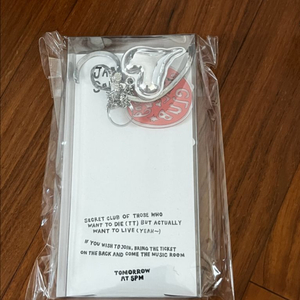 CLUB
SECRET CLUB OF THOSE WHO
WANT TO DIE (TT) BUT ACTUALLY
WANT TO LIVE (YEAH~)
IF YOU WISH TO JOIN, BRING THE TICKET
ON THE BACK AND COME THE MUSIC ROOM
TOMORROW
AT 5PM